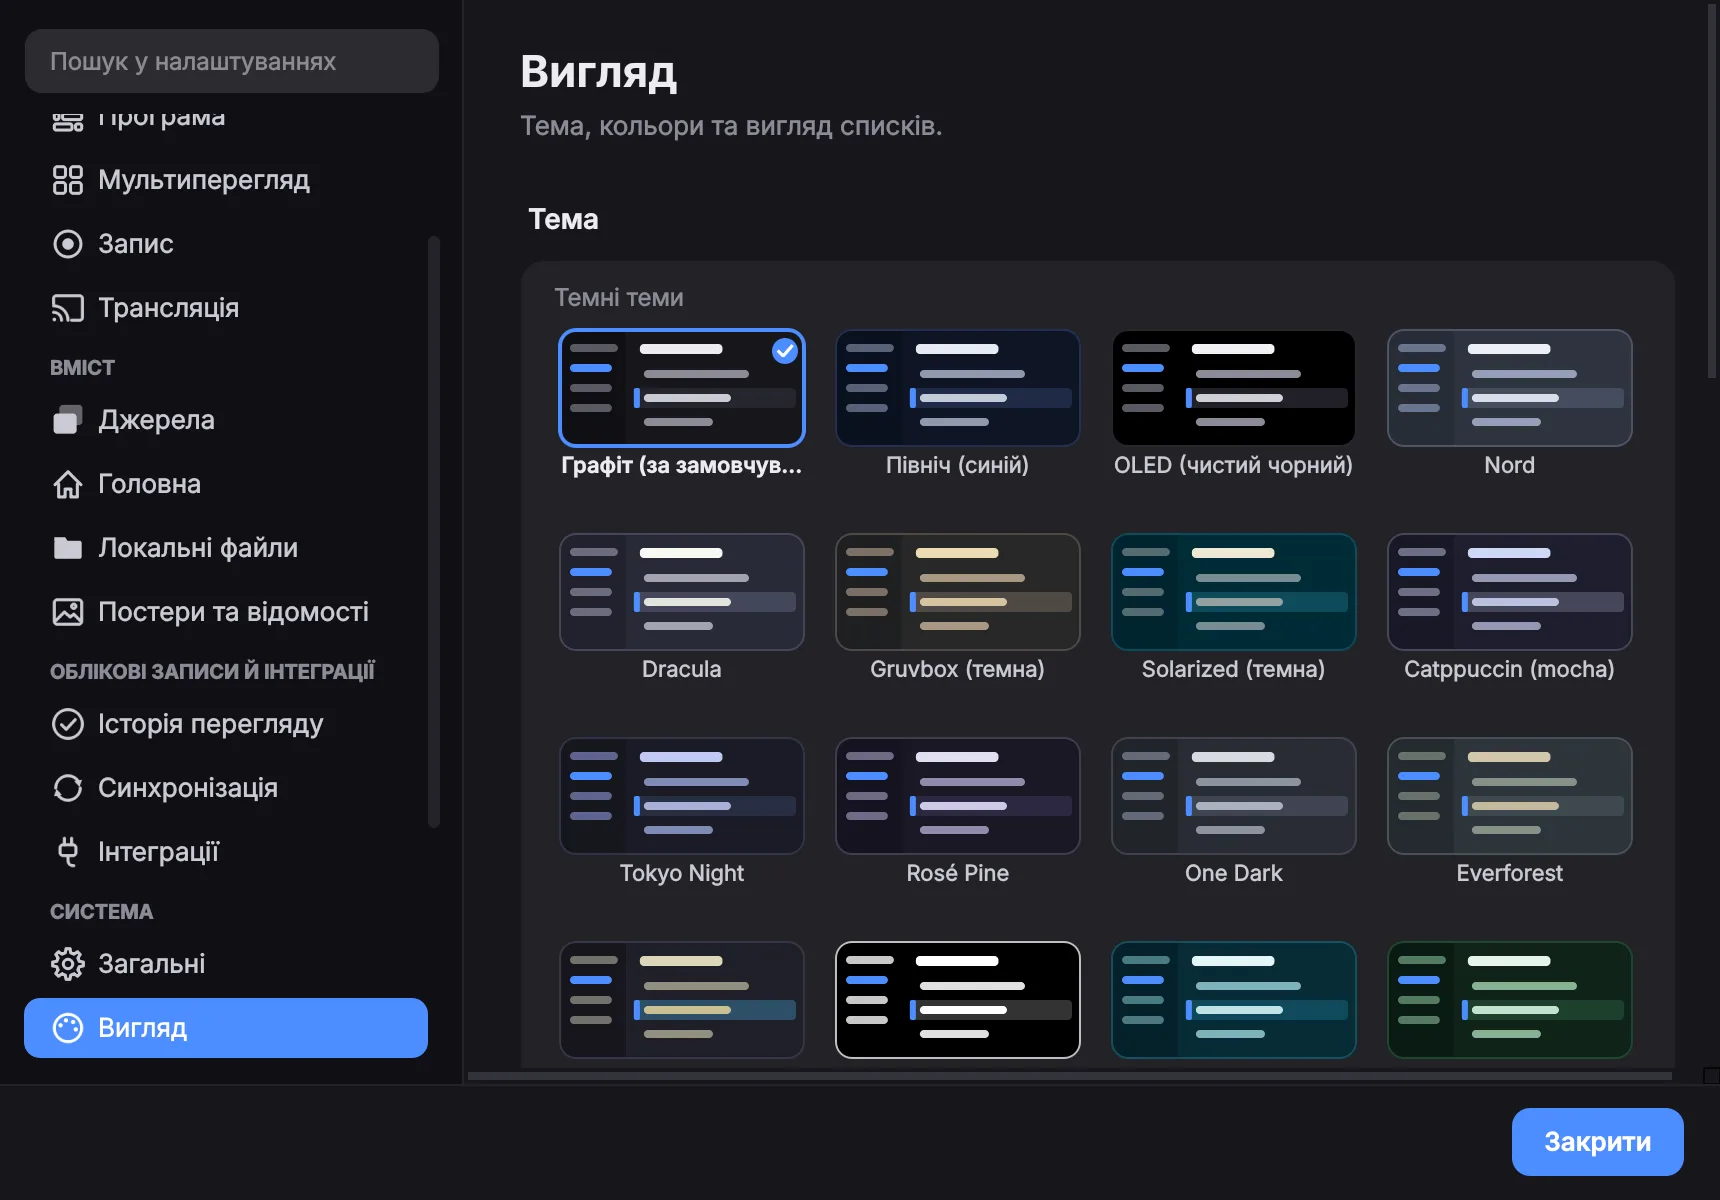 Пошук у налаштуваннях
Програма
Мультиперегляд
Запис
Трансляція
ВМІСТ
Джерела
Головна
Локальні файли
Постери та відомості
ОБЛІКОВІ ЗАПИСИ Й ІНТЕГРАЦІЇ
Історія перегляду
Синхронізація
Інтеграції
СИСТЕМА
Загальні
Вигляд
Вигляд
Тема, кольори та вигляд списків.
Тема
Темні теми
Графіт (за замовчув...
Північ (синій)
OLED (чистий чорний)
Nord
Dracula
Gruvbox (темна)
Solarized (темна)
Catppuccin (mocha)
Tokyo Night
Rosé Pine
One Dark
Everforest
Закрити